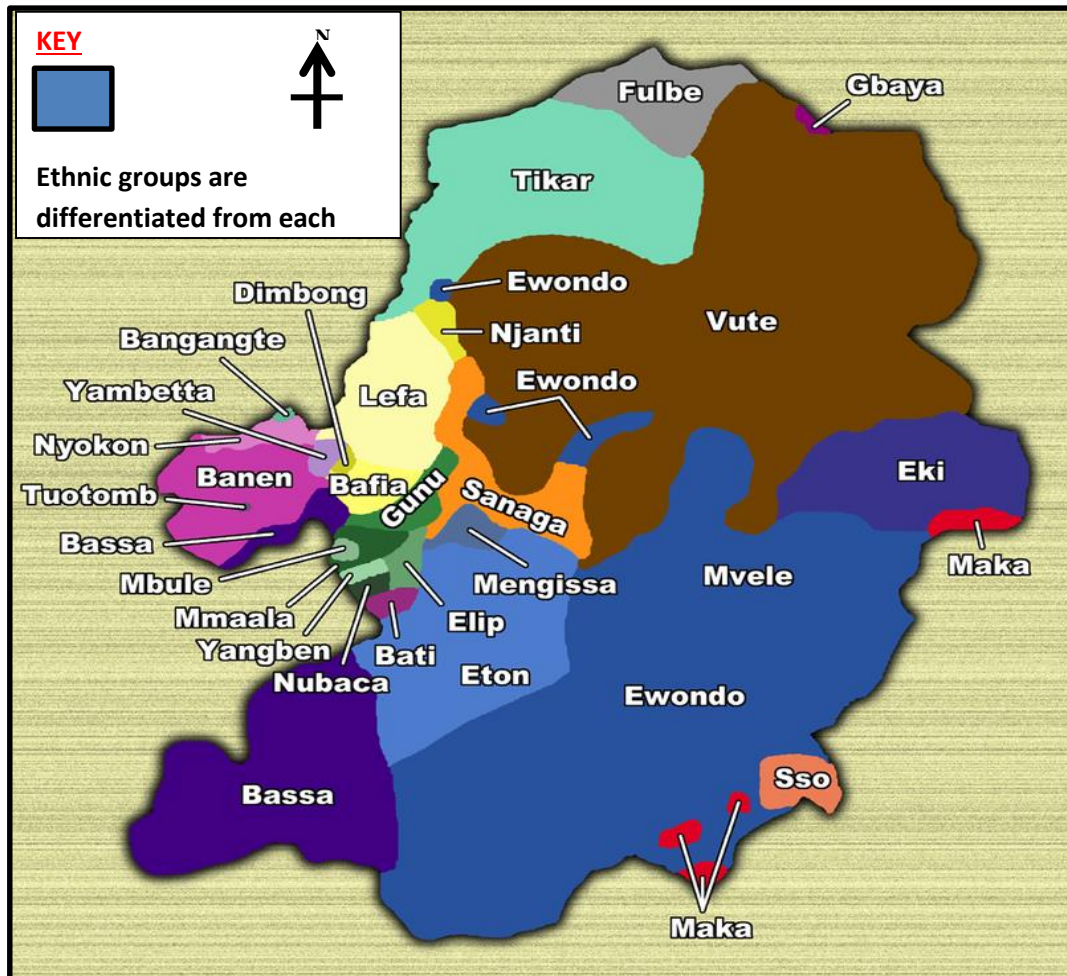 KEY
N
Ethnic groups are
differentiated from each
Fulbe
Gbaya
Tikar
Ewondo
Dimbong
Vute
Njanti
Bangangte
Ewondo
Yambetta
Lefa
Nyokon
Banen
Bafia
Gunu
Eki
Tuotomb
Sanaga
Bassa
Maka
Mbule
Mengissa
Mvele
Mmaala
Elip
Yangben
Bati
Nubaca
Eton
Ewondo
Sso
Bassa
Maka